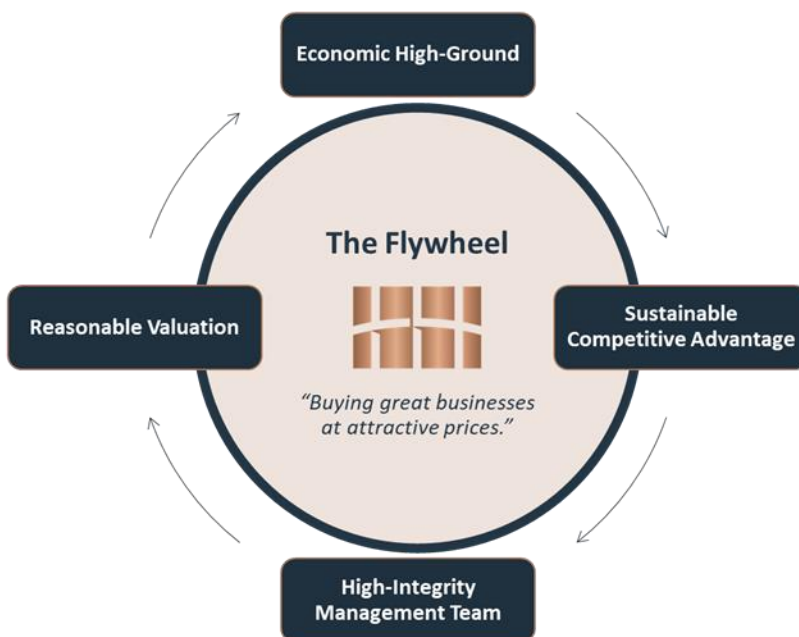 Economic High-Ground
The Flywheel
Reasonable Valuation
Sustainable
Competitive Advantage
“Buying great businesses
at attractive prices.”
High-Integrity
Management Team